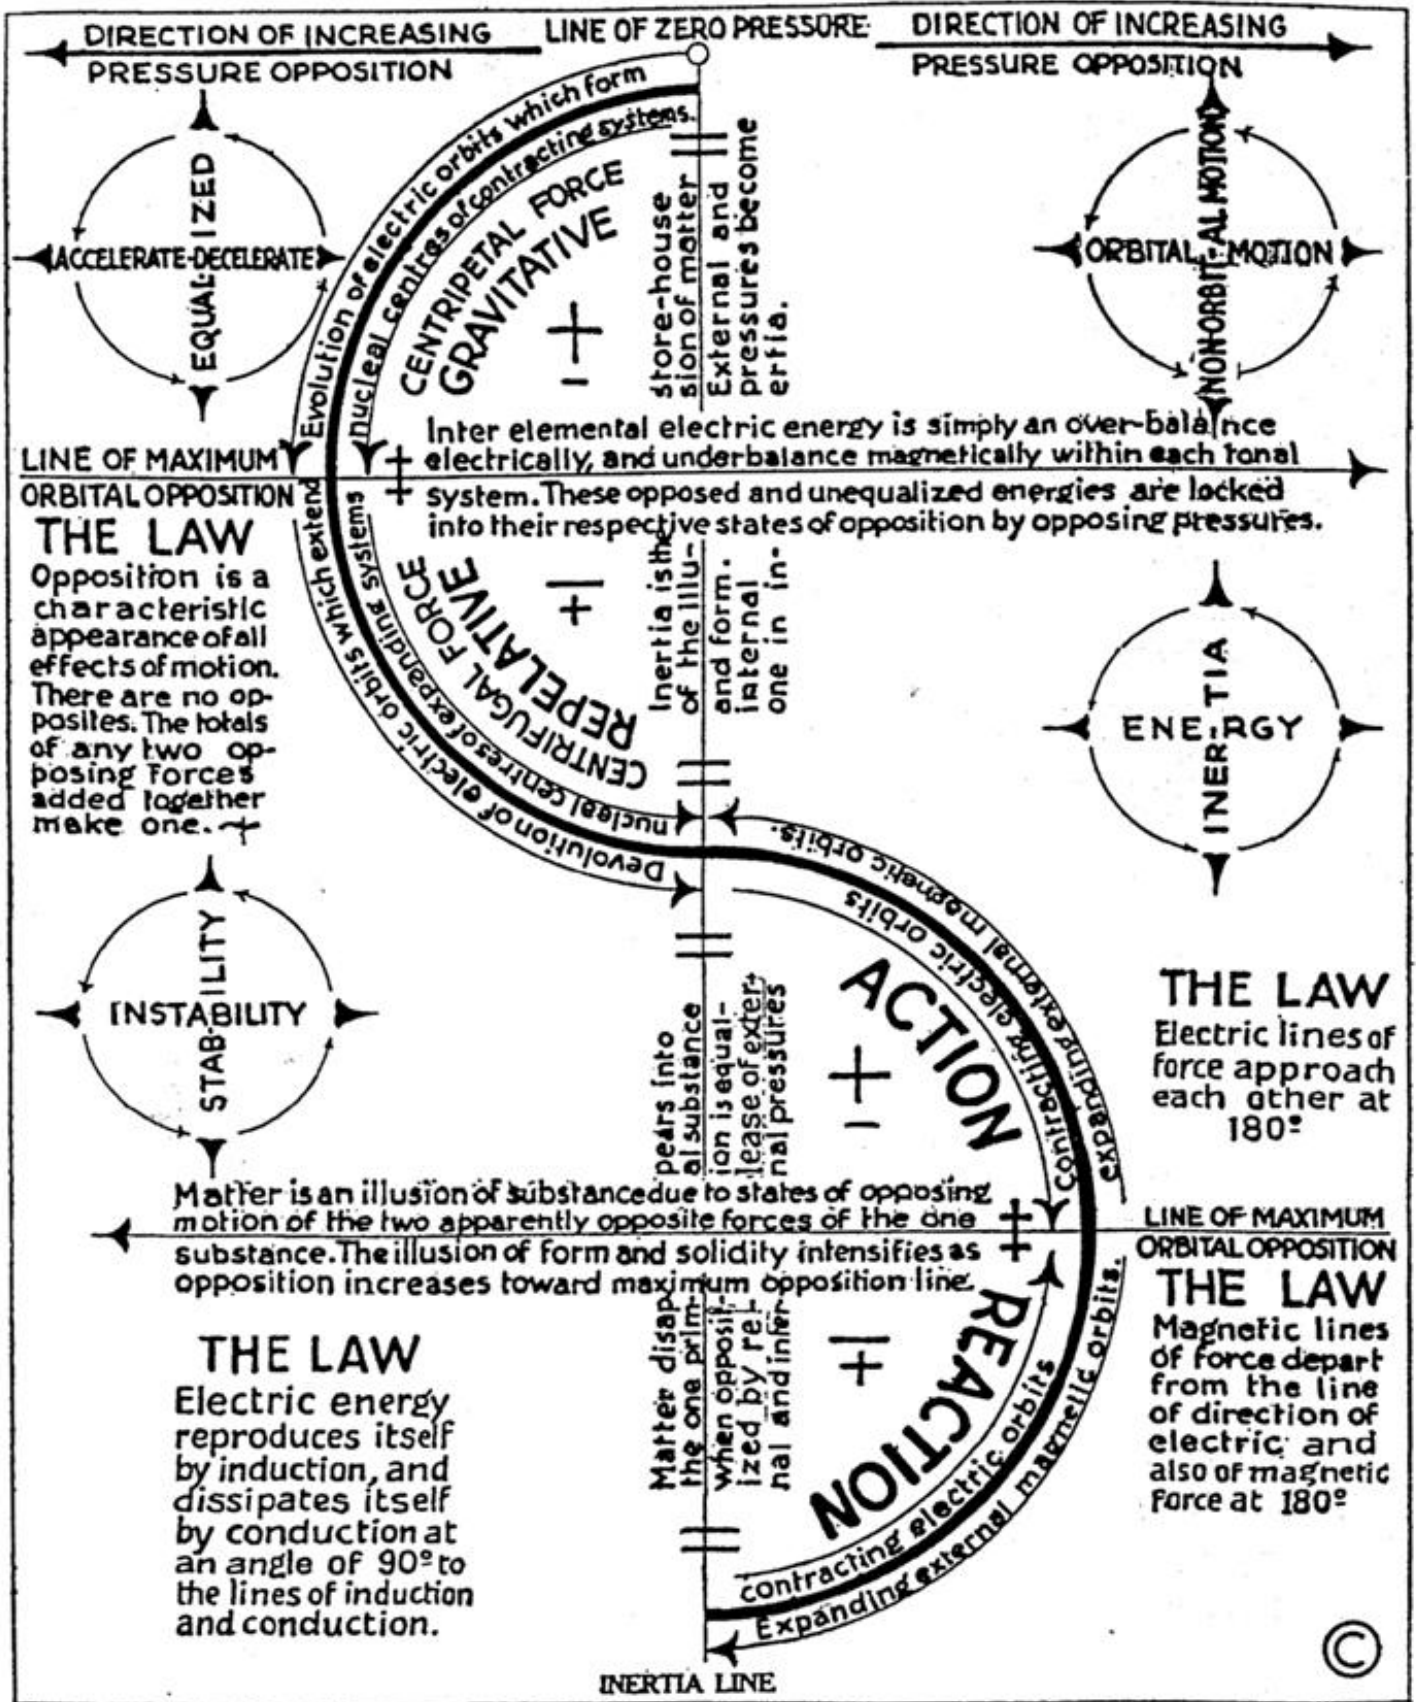 DIRECTION OF INCREASING
PRESSURE OPPOSITION
LINE OF ZERO PRESSURE
DIRECTION OF INCREASING
PRESSURE OPPOSITION
EQUAL-IZED
ACCELERATE-DECELERATE
NON-ORBIT-AL MOTION
ORBITAL-MOTION
Evolution of electric orbits which form
nucleal centres of contracting systems.
CENTRIPETAL FORCE
GRAVITATIVE
+
−
store-house
sion of matter
External and
pressures become
ertia.
LINE OF MAXIMUM
ORBITAL OPPOSITION
Inter elemental electric energy is simply an over-balance
electrically, and underbalance magnetically within each tonal
system. These opposed and unequalized energies are locked
into their respective states of opposition by opposing pressures.
THE LAW
Opposition is a
characteristic
appearance of all
effects of motion.
There are no op-
posites. The totals
of any two op-
posing forces
added together
make one.
Devolution of electric orbits which extend
nucleal centres of expanding systems
CENTRIFUGAL FORCE
REPELATIVE
−
+
Inertia is the
of the illu-
and form.
internal
one in in-
INER-TIA
ENE-RGY
expanding external magnetic orbits.
contracting electric orbits
ACTION
+
−
STAB-ILITY
INSTABILITY
pears into
al substance
ion is equal-
lease of exter-
nal pressures
THE LAW
Electric lines of
force approach
each other at
180º
Matter is an illusion of substance due to states of opposing
motion of the two apparently opposite forces of the one
substance. The illusion of form and solidity intensifies as
opposition increases toward maximum opposition line.
LINE OF MAXIMUM
ORBITAL OPPOSITION
THE LAW
Magnetic lines
of force depart
from the line
of direction of
electric and
also of magnetic
force at 180º
Matter disap
the one prim-
when opposit-
ized by re-
nal and inter
REACTION
−
+
contracting electric orbits
Expanding external magnetic orbits.
THE LAW
Electric energy
reproduces itself
by induction, and
dissipates itself
by conduction at
an angle of 90º to
the lines of induction
and conduction.
INERTIA LINE
©